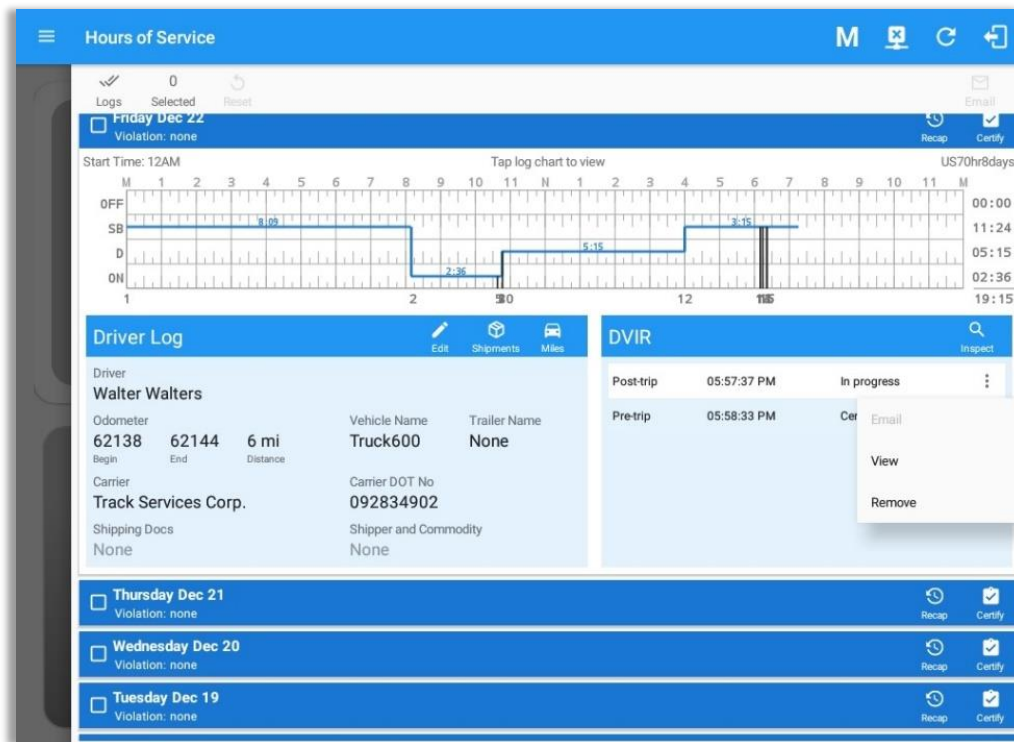 Hours of Service
M
Logs
0
Selected
Reset
Email
Friday Dec 22
Violation: none
Recap
Certify
Start Time: 12AM
Tap log chart to view
US70hr8days
M 1 2 3 4 5 6 7 8 9 10 11 N 1 2 3 4 5 6 7 8 9 10 11 M
OFF 00:00
SB 8:09 3:15 11:24
D 5:15 05:15
ON 2:36 02:36
1 2 12 19:15
Driver Log
Edit
Shipments
Miles
Driver
Walter Walters
Odometer Vehicle Name Trailer Name
62138 62144 6 mi Truck600 None
Begin End Distance
Carrier Carrier DOT No
Track Services Corp. 092834902
Shipping Docs Shipper and Commodity
None None
DVIR
Inspect
Post-trip 05:57:37 PM In progress
Pre-trip 05:58:33 PM Cer
Email
View
Remove
Thursday Dec 21
Violation: none
Recap
Certify
Wednesday Dec 20
Violation: none
Recap
Certify
Tuesday Dec 19
Violation: none
Recap
Certify